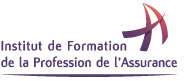 Institut de Formation
de la Profession de l'Assurance